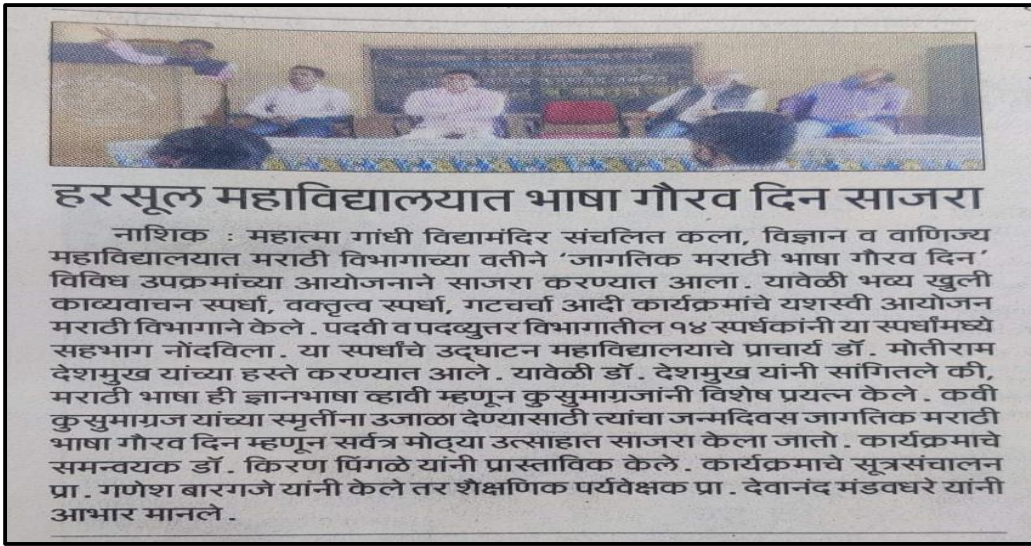 हरसूल महाविद्यालयात भाषा गौरव दिन साजरा
नाशिक : महात्मा गांधी विद्यामंदिर संचलित कला, विज्ञान व वाणिज्य
महाविद्यालयात मराठी विभागाच्या वतीने ‘जागतिक मराठी भाषा गौरव दिन’
विविध उपक्रमांच्या आयोजनाने साजरा करण्यात आला. यावेळी भव्य खुली
काव्यवाचन स्पर्धा, वक्तृत्व स्पर्धा, गटचर्चा आदी कार्यक्रमांचे यशस्वी आयोजन
मराठी विभागाने केले. पदवी व पदव्युत्तर विभागातील १४ स्पर्धकांनी या स्पर्धांमध्ये
सहभाग नोंदविला. या स्पर्धांचे उद्घाटन महाविद्यालयाचे प्राचार्य डॉ. मोतीराम
देशमुख यांच्या हस्ते करण्यात आले. यावेळी डॉ. देशमुख यांनी सांगितले की,
मराठी भाषा ही ज्ञानभाषा व्हावी म्हणून कुसुमाग्रजांनी विशेष प्रयत्न केले. कवी
कुसुमाग्रज यांच्या स्मृतींना उजाळा देण्यासाठी त्यांचा जन्मदिवस जागतिक मराठी
भाषा गौरव दिन म्हणून सर्वत्र मोठ्या उत्साहात साजरा केला जातो. कार्यक्रमाचे
समन्वयक डॉ. किरण पिंगळे यांनी प्रास्ताविक केले. कार्यक्रमाचे सूत्रसंचालन
प्रा. गणेश बारगजे यांनी केले तर शैक्षणिक पर्यवेक्षक प्रा. देवानंद मंडवधरे यांनी
आभार मानले.